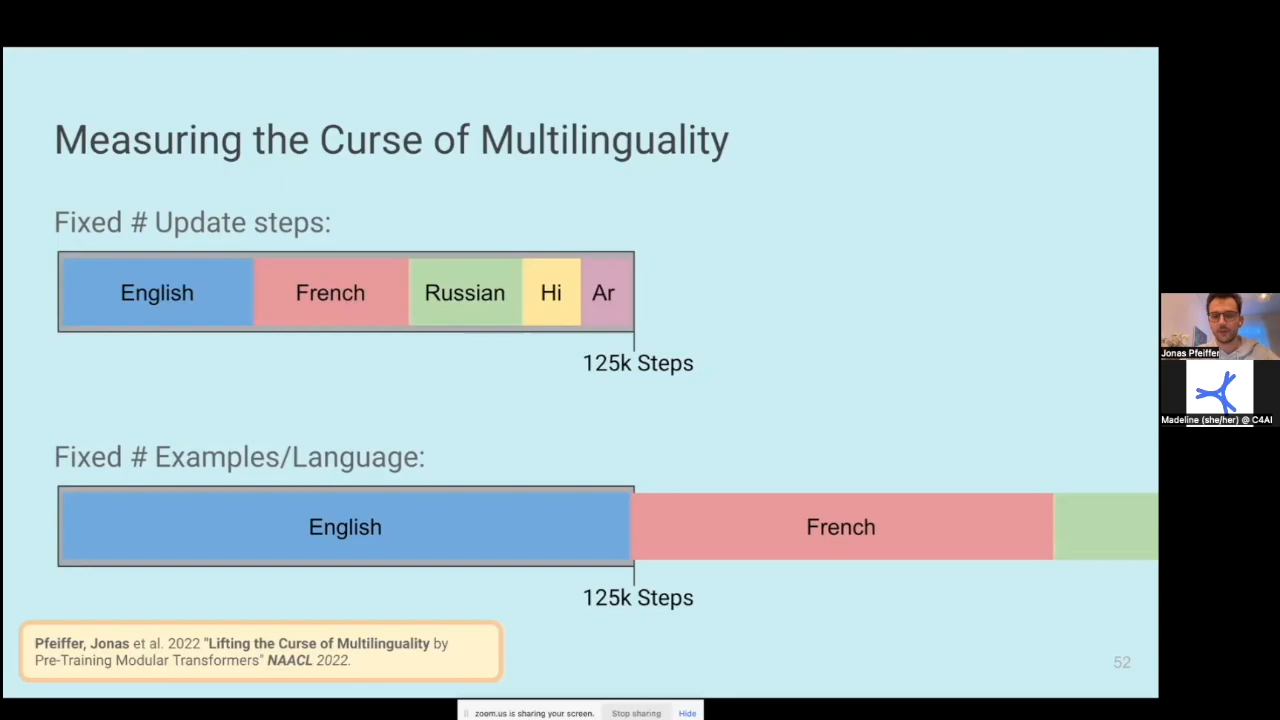 Measuring the Curse of Multilinguality
Fixed # Update steps:
English French Russian Hi Ar
125k Steps
Fixed # Examples/Language:
English French
125k Steps
Pfeiffer, Jonas et al. 2022 "Lifting the Curse of Multilinguality by
Pre-Training Modular Transformers" NAACL 2022.
52
Jonas Pfeiffer
Madeline (she/her) @ C4AI
zoom.us is sharing your screen. Stop sharing Hide